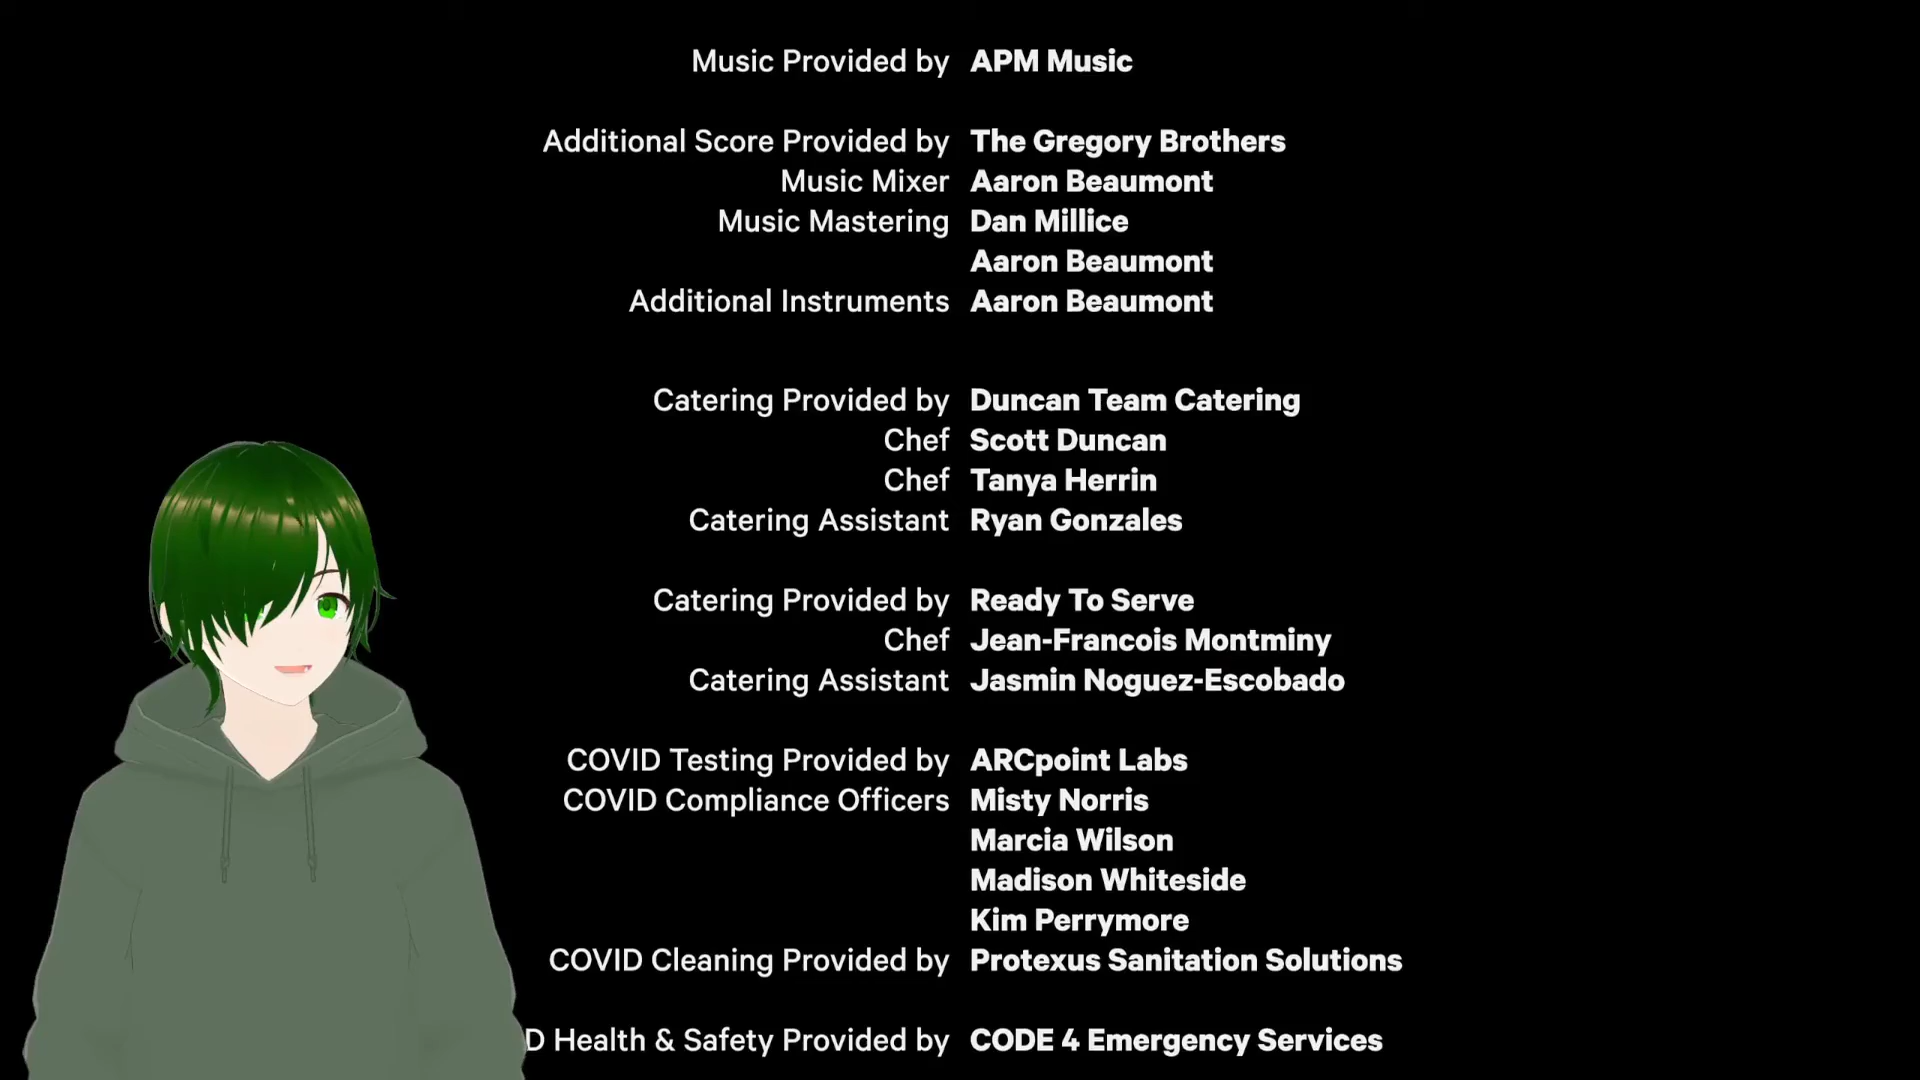 Music Provided by APM Music
Additional Score Provided by The Gregory Brothers
Music Mixer Aaron Beaumont
Music Mastering Dan Millice
Aaron Beaumont
Additional Instruments Aaron Beaumont
Catering Provided by Duncan Team Catering
Chef Scott Duncan
Chef Tanya Herrin
Catering Assistant Ryan Gonzales
Catering Provided by Ready To Serve
Chef Jean-Francois Montminy
Catering Assistant Jasmin Noguez-Escobado
COVID Testing Provided by ARCpoint Labs
COVID Compliance Officers Misty Norris
Marcia Wilson
Madison Whiteside
Kim Perrymore
COVID Cleaning Provided by Protexus Sanitation Solutions
D Health & Safety Provided by CODE 4 Emergency Services